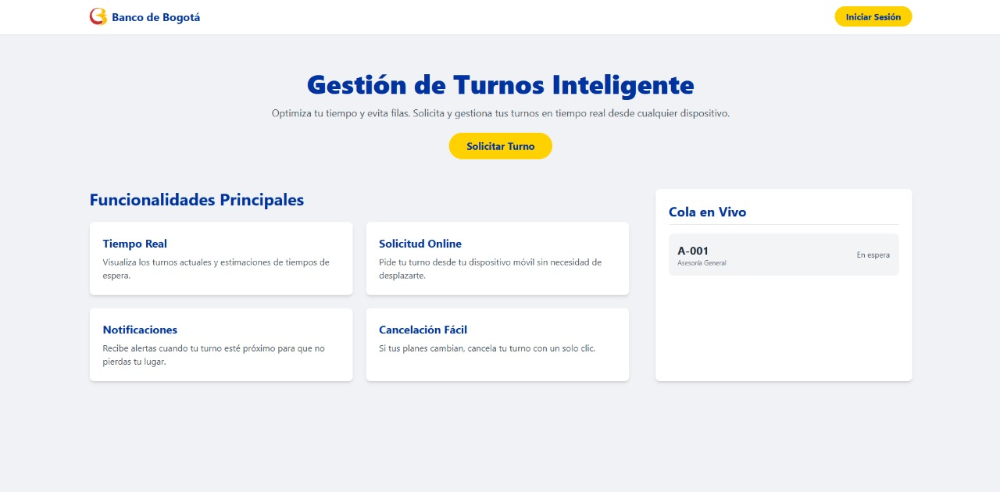 Banco de Bogotá
Iniciar Sesión
Gestión de Turnos Inteligente
Optimiza tu tiempo y evita filas. Solicita y gestiona tus turnos en tiempo real desde cualquier dispositivo.
Solicitar Turno
Funcionalidades Principales
Tiempo Real
Visualiza los turnos actuales y estimaciones de tiempos de
espera.
Solicitud Online
Pide tu turno desde tu dispositivo móvil sin necesidad de
desplazarte.
Notificaciones
Recibe alertas cuando tu turno esté próximo para que no
pierdas tu lugar.
Cancelación Fácil
Si tus planes cambian, cancela tu turno con un solo clic.
Cola en Vivo
A-001
Asesoría General
En espera